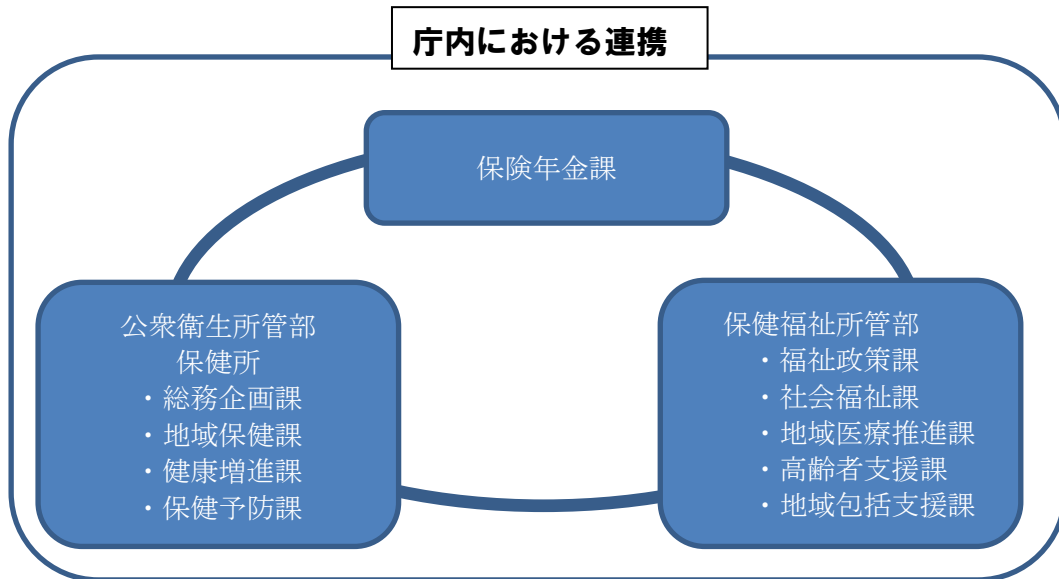 庁内における連携
保険年金課
公衆衛生所管部
保健所
・総務企画課
・地域保健課
・健康増進課
・保健予防課
保健福祉所管部
・福祉政策課
・社会福祉課
・地域医療推進課
・高齢者支援課
・地域包括支援課